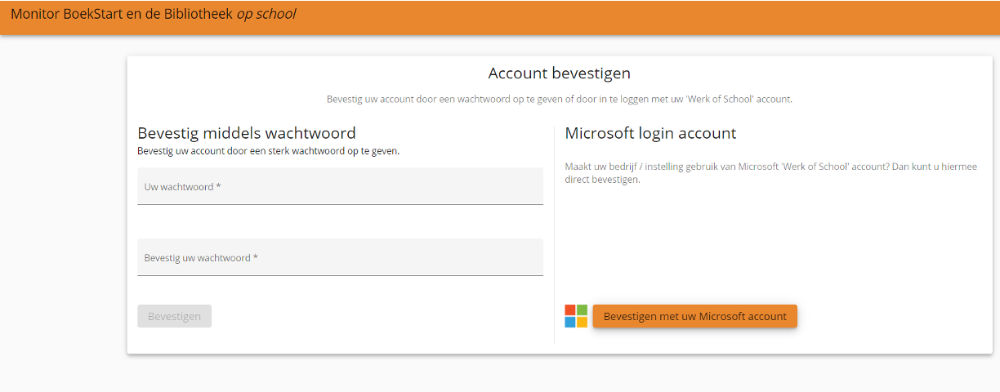 Monitor BoekStart en de Bibliotheek op school
Account bevestigen
Bevestig uw account door een wachtwoord op te geven of door in te loggen met uw 'Werk of School' account.
Bevestig middels wachtwoord
Bevestig uw account door een sterk wachtwoord op te geven.
Uw wachtwoord *
Bevestig uw wachtwoord *
Bevestigen
Microsoft login account
Maakt uw bedrijf / instelling gebruik van Microsoft 'Werk of School' account? Dan kunt u hiermee
direct bevestigen.
Bevestigen met uw Microsoft account